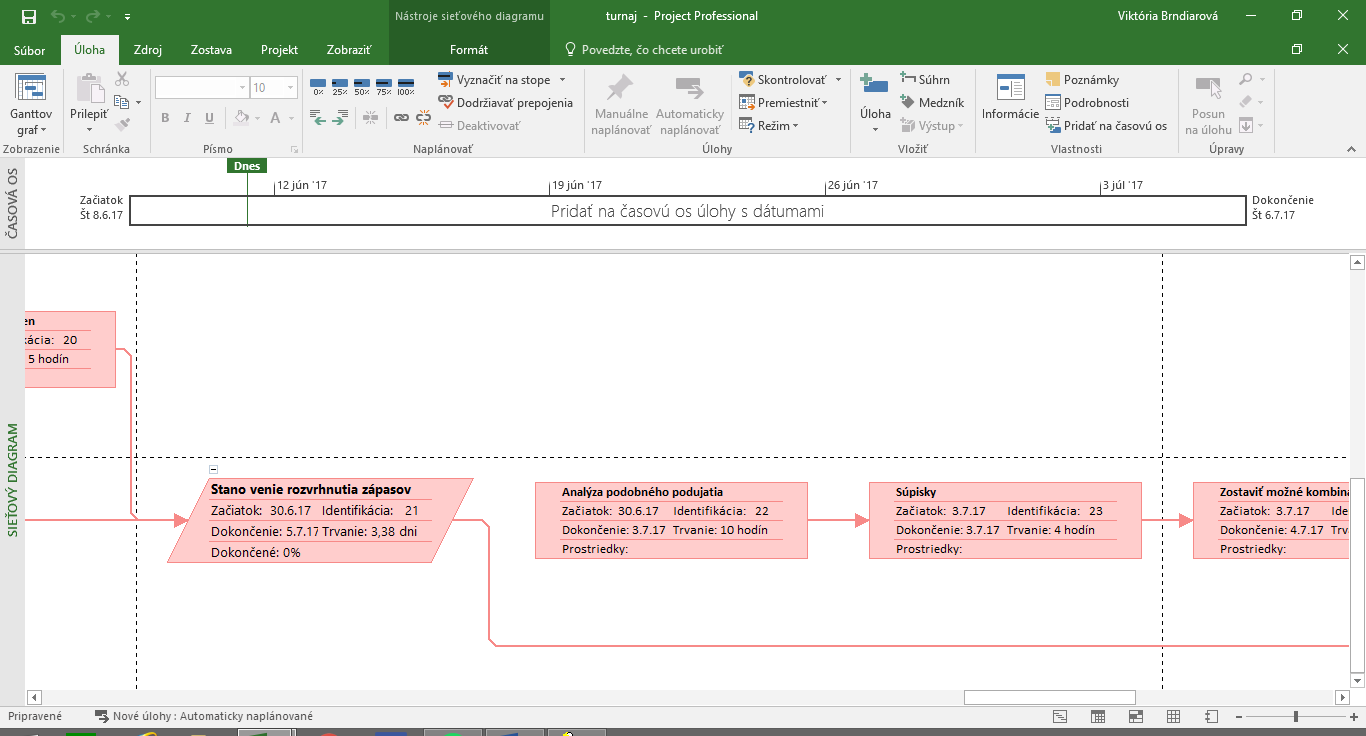 Nástroje sieťového diagramu
turnaj - Project Professional
Viktória Brndiarová
Súbor
Úloha
Zdroj
Zostava
Projekt
Zobraziť
Formát
Povedzte, čo chcete urobiť
Ganttov graf
Zobrazenie
Prilepiť
Schránka
10
B I U
A
Písmo
0% 25% 50% 75% 100%
Vyznačiť na stope
Dodržiavať prepojenia
Deaktivovať
Naplánovať
Manuálne naplánovať
Automaticky naplánovať
Skontrolovať
Premiestniť
Režim
Úlohy
Úloha
Súhrn
Medzník
Výstup
Vložiť
Informácie
Poznámky
Podrobnosti
Pridať na časovú os
Vlastnosti
Posun na úlohu
Úpravy
ČASOVÁ OS
Dnes
12 jún '17
19 jún '17
26 jún '17
3 júl '17
Začiatok
Št 8.6.17
Pridať na časovú os úlohy s dátumami
Dokončenie
Št 6.7.17
SIEŤOVÝ DIAGRAM
en
kácia: 20
5 hodín
Stano venie rozvrhnutia zápasov
Začiatok: 30.6.17 Identifikácia: 21
Dokončenie: 5.7.17 Trvanie: 3,38 dni
Dokončené: 0%
Analýza podobného podujatia
Začiatok: 30.6.17 Identifikácia: 22
Dokončenie: 3.7.17 Trvanie: 10 hodín
Prostriedky:
Súpisky
Začiatok: 3.7.17 Identifikácia: 23
Dokončenie: 3.7.17 Trvanie: 4 hodín
Prostriedky:
Zostaviť možné kombina
Začiatok: 3.7.17 Ide
Dokončenie: 4.7.17 Trv
Prostriedky:
Pripravené
Nové úlohy : Automaticky naplánované